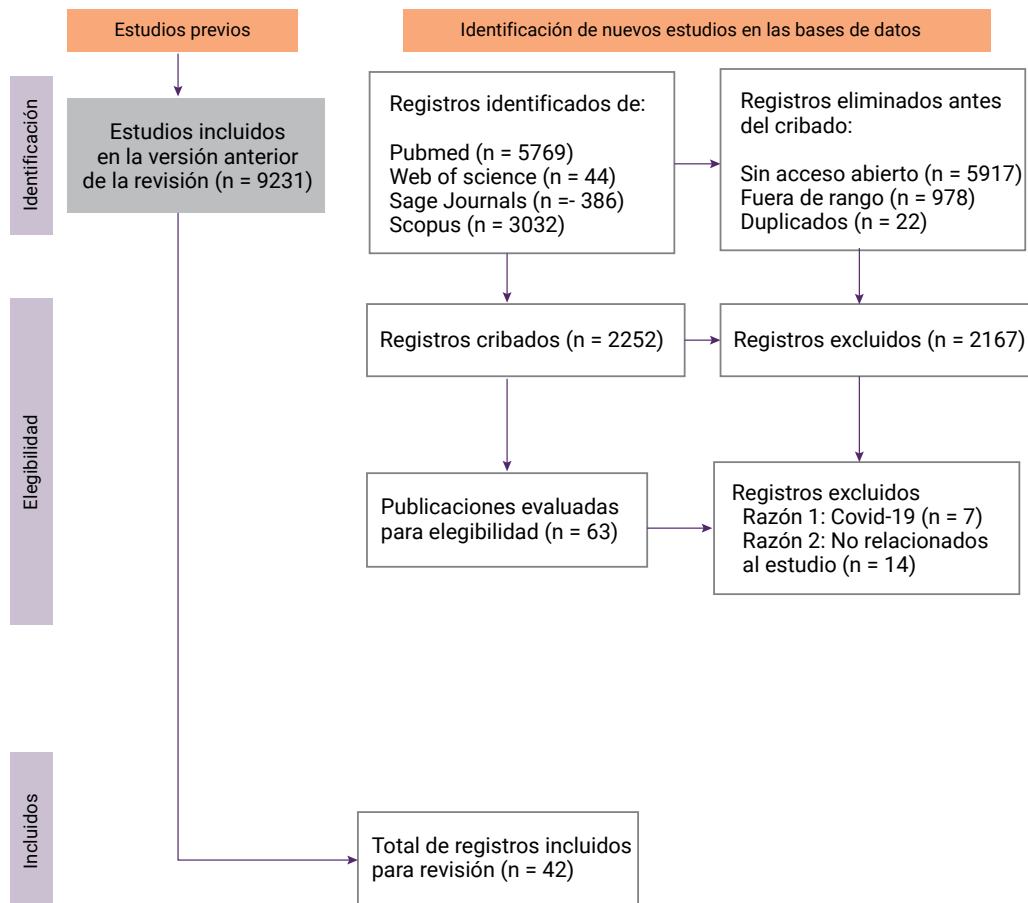 Estudios previos
Identificación de nuevos estudios en las bases de datos
Identificación
Estudios incluidos
en la versión anterior
de la revisión (n = 9231)
Registros identificados de:
Pubmed (n = 5769)
Web of science (n = 44)
Sage Journals (n =- 386)
Scopus (n = 3032)
Registros eliminados antes
del cribado:
Sin acceso abierto (n = 5917)
Fuera de rango (n = 978)
Duplicados (n = 22)
Elegibilidad
Registros cribados (n = 2252)
Registros excluidos (n = 2167)
Publicaciones evaluadas
para elegibilidad (n = 63)
Registros excluidos
Razón 1: Covid-19 (n = 7)
Razón 2: No relacionados
al estudio (n = 14)
Incluidos
Total de registros incluidos
para revisión (n = 42)